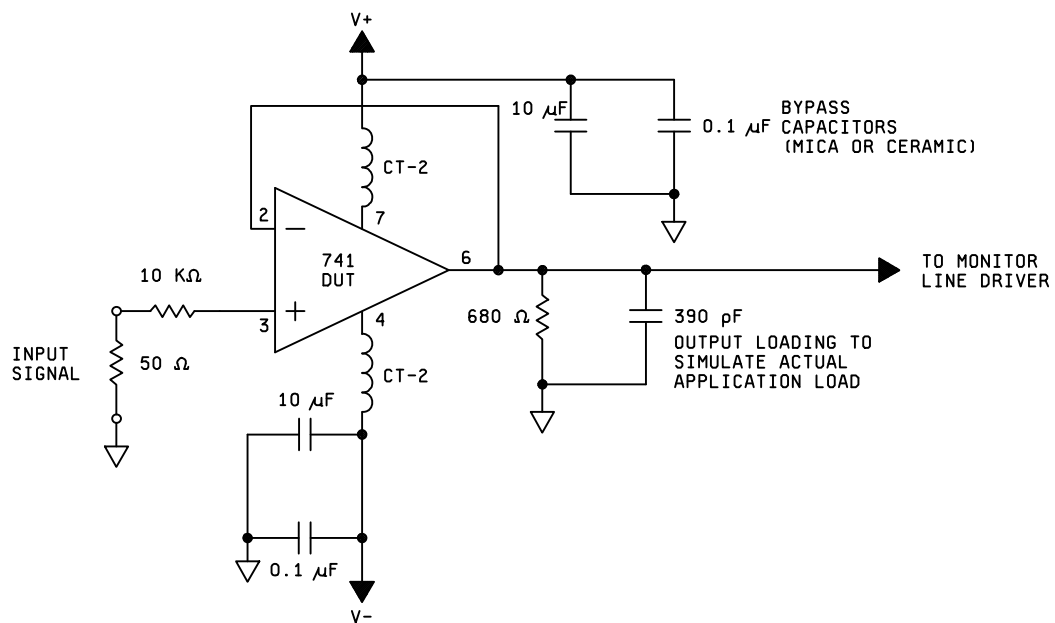 V+
10 μF
0.1 μF
BYPASS
CAPACITORS
(MICA OR CERAMIC)
CT-2
2
7
−
741
DUT
6
TO MONITOR
LINE DRIVER
10 KΩ
+
3
4
680 Ω
390 pF
OUTPUT LOADING TO
SIMULATE ACTUAL
APPLICATION LOAD
INPUT
SIGNAL
50 Ω
CT-2
10 μF
0.1 μF
V-